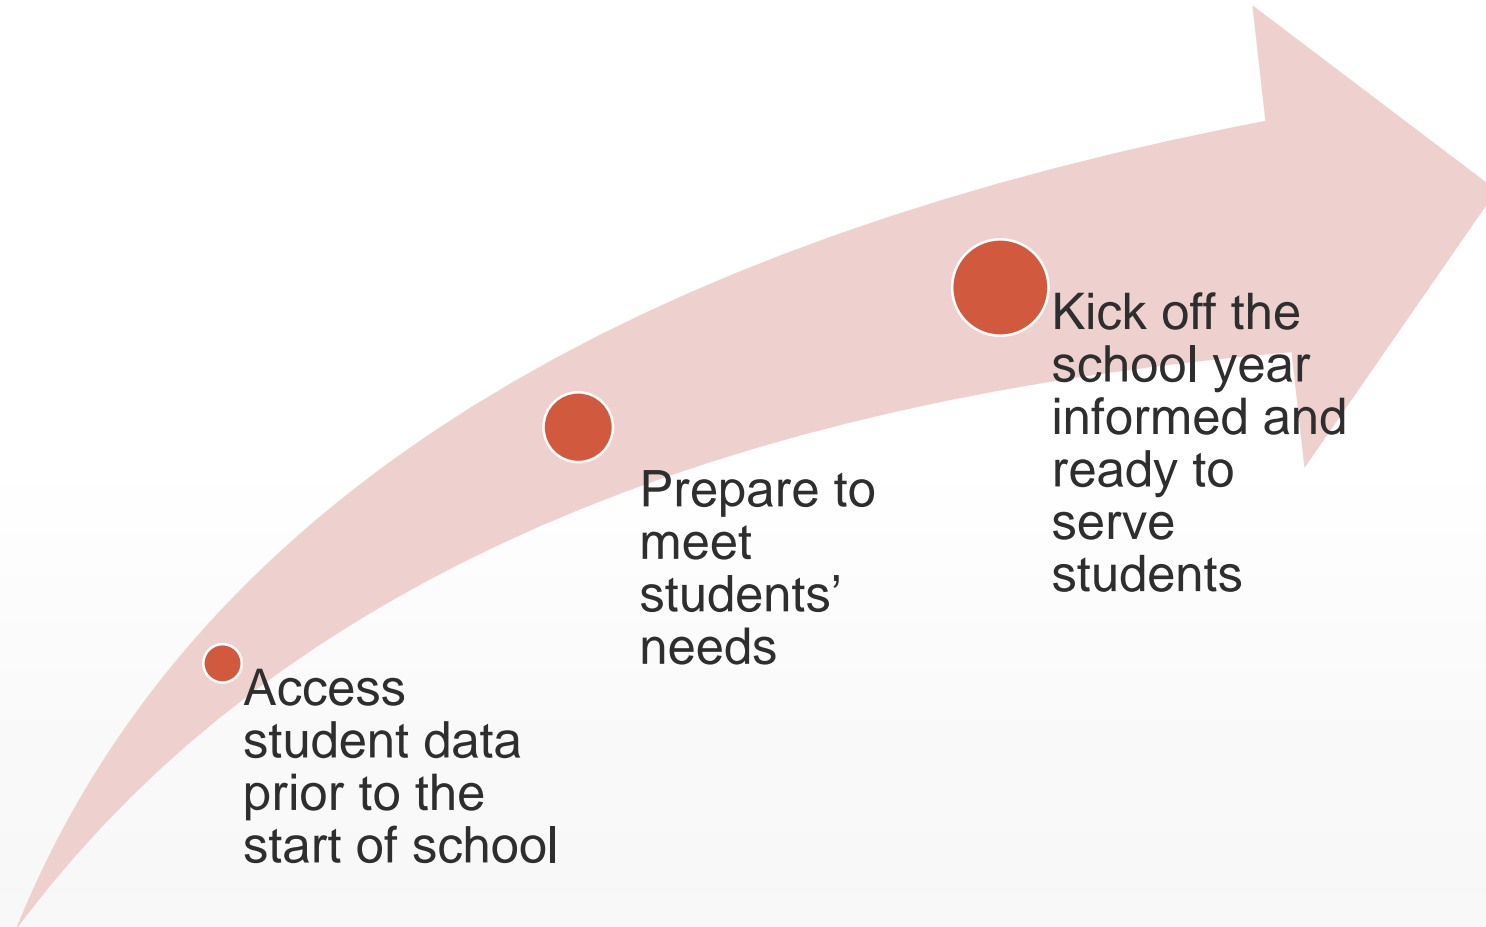 Access
student data
prior to the
start of school
Prepare to
meet
students’
needs
Kick off the
school year
informed and
ready to
serve
students